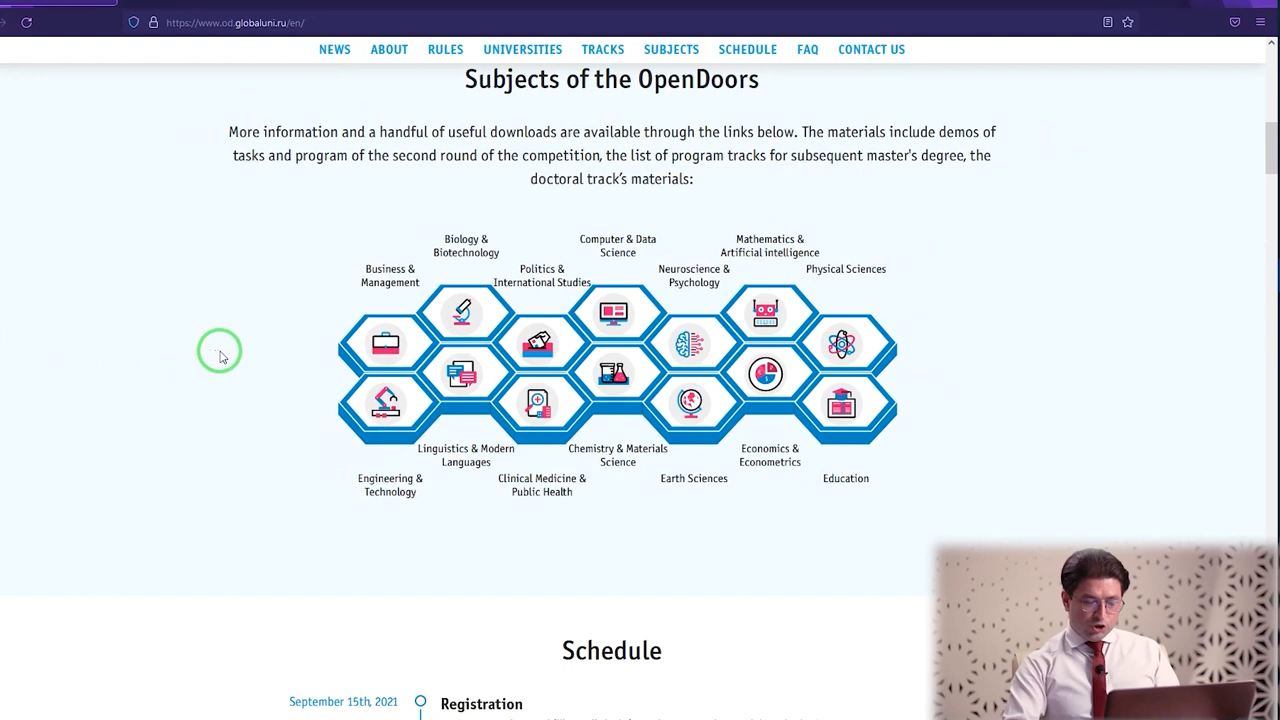 https://www.od.globaluni.ru/en/
NEWS ABOUT RULES UNIVERSITIES TRACKS SUBJECTS SCHEDULE FAQ CONTACT US
Subjects of the OpenDoors
More information and a handful of useful downloads are available through the links below. The materials include demos of
tasks and program of the second round of the competition, the list of program tracks for subsequent master's degree, the
doctoral track's materials:
Biology &
Biotechnology
Computer & Data
Science
Mathematics &
Artificial intelligence
Business &
Management
Politics &
International Studies
Neuroscience &
Psychology
Physical Sciences
Linguistics & Modern
Languages
Chemistry & Materials
Science
Economics &
Econometrics
Engineering &
Technology
Clinical Medicine &
Public Health
Earth Sciences
Education
Schedule
September 15th, 2021
Registration